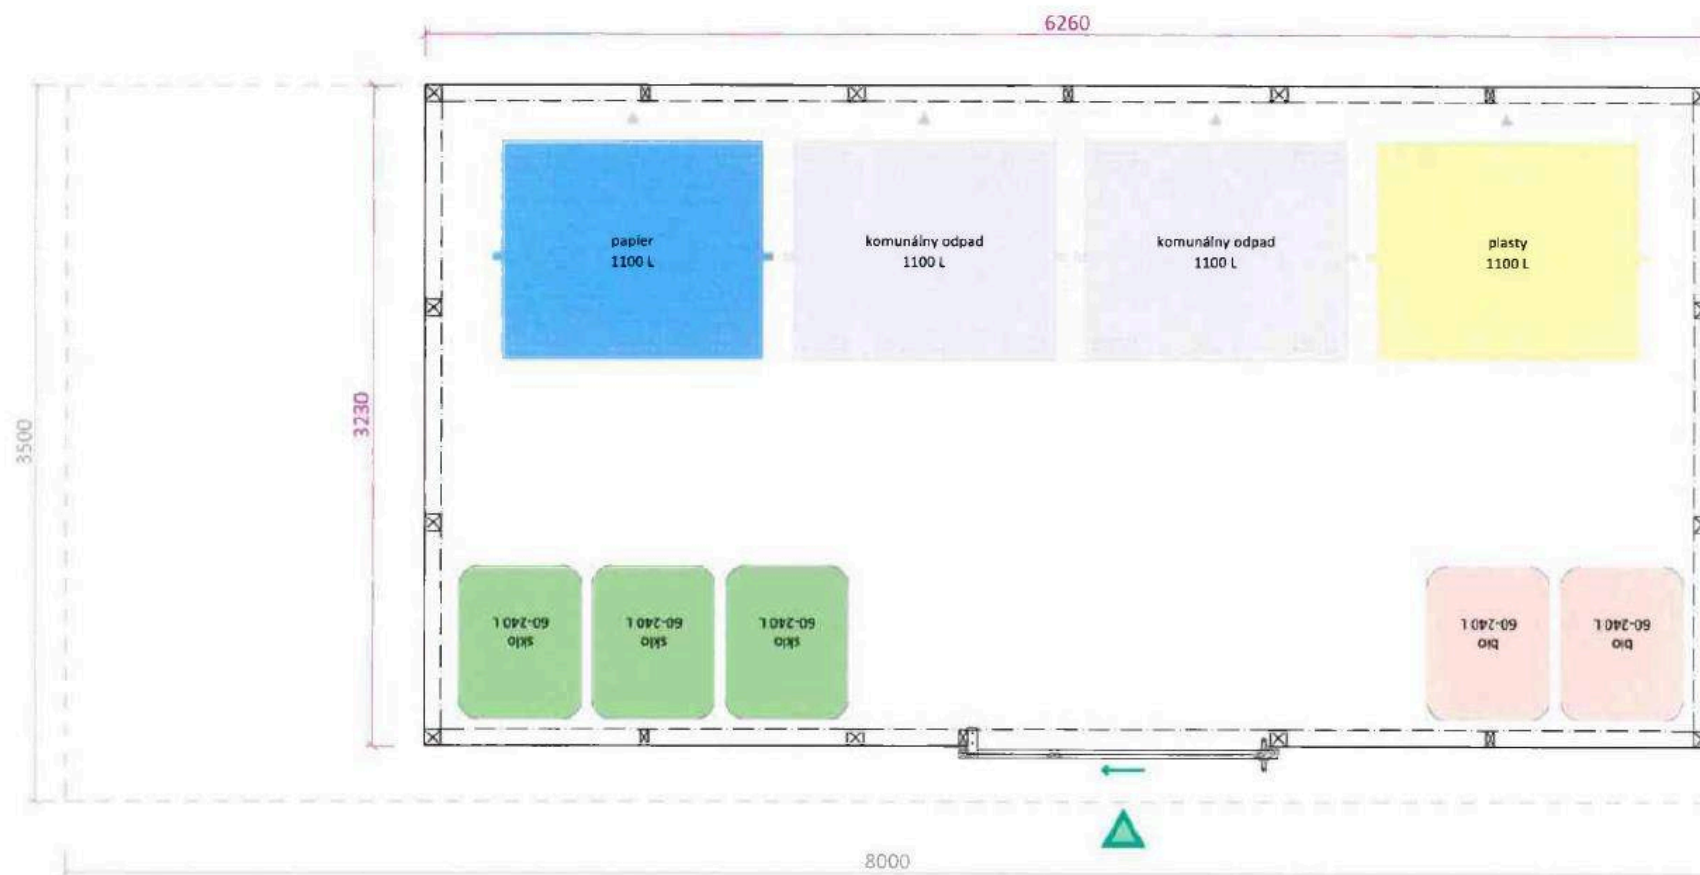 6260
papier
1100 L
komunálny odpad
1100 L
komunálny odpad
1100 L
plasty
1100 L
3500
3230
sklo
60-240 L
sklo
60-240 L
sklo
60-240 L
bio
60-240 L
bio
60-240 L
8000